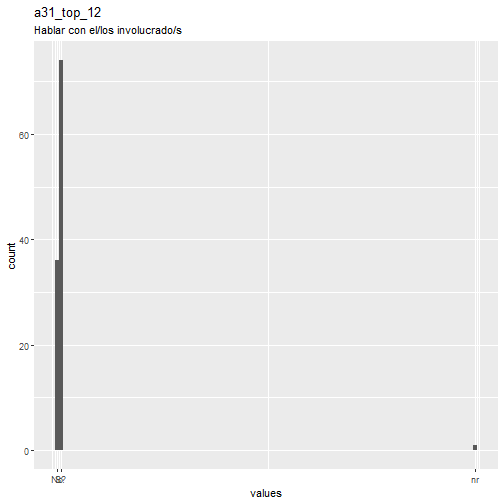 a31_top_12
Hablar con el/los involucrado/s
60
40
20
0
count
nr
values